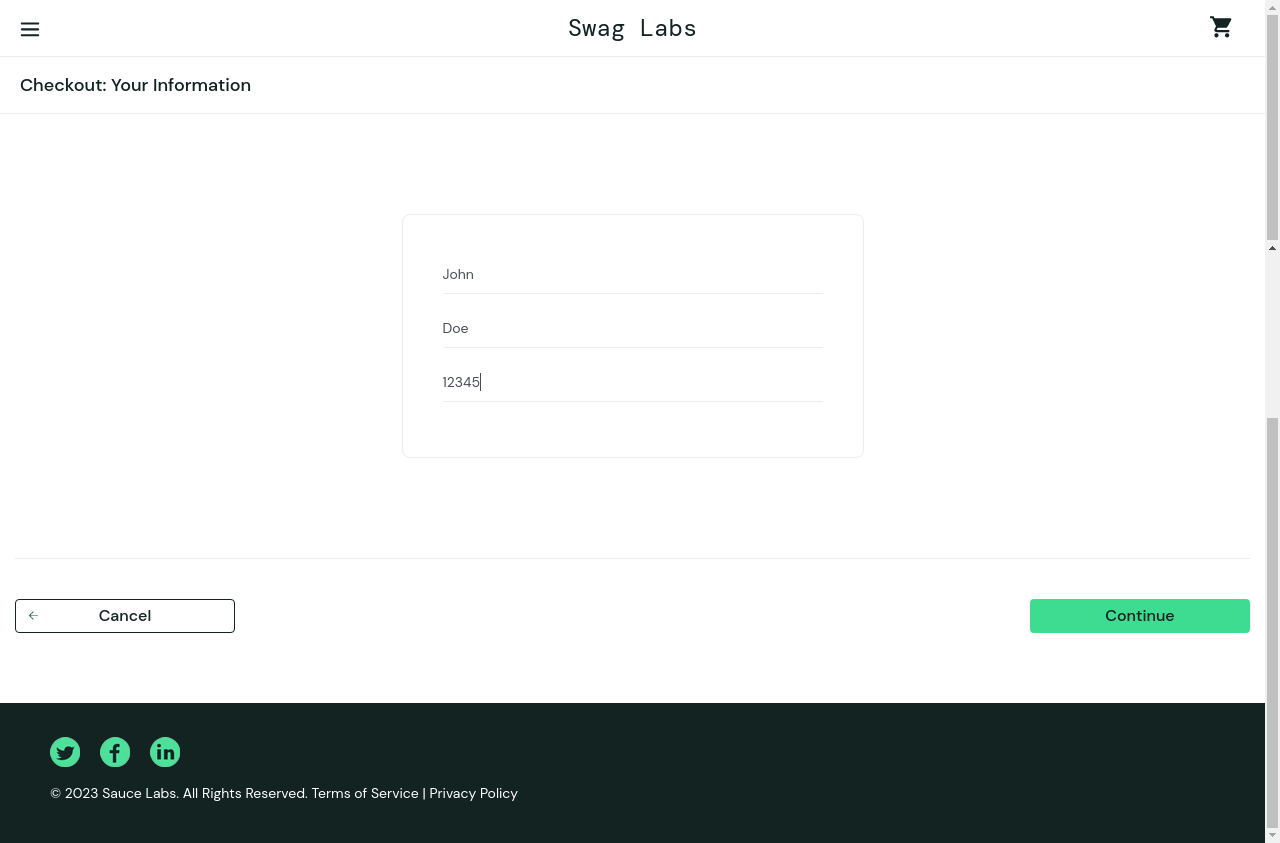 Swag Labs
Checkout: Your Information
John
Doe
12345
Cancel
Continue
© 2023 Sauce Labs. All Rights Reserved. Terms of Service | Privacy Policy